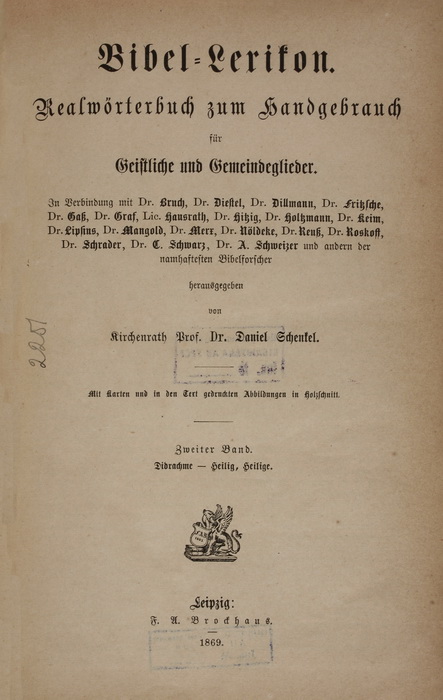 Bibel-Lexikon.
Realwörterbuch zum Handgebrauch
für
Geistliche und Gemeindeglieder.
In Verbindung mit Dr. Bruch, Dr. Diestel, Dr. Dillmann, Dr. Fritzsche,
Dr. Gaß, Dr. Graf, Lic. Hausrath, Dr. Hitzig, Dr. Holtzmann, Dr. Keim,
Dr. Lipsius, Dr. Mangold, Dr. Merx, Dr. Nöldeke, Dr. Reuß, Dr. Roskoff,
Dr. Schrader, Dr. C. Schwarz, Dr. A. Schweizer und andern der
namhaftesten Bibelforscher
herausgegeben
von
Kirchenrath Prof. Dr. Daniel Schenkel.
Mit Karten und in den Text gedruckten Abbildungen in Holzschnitt.
Zweiter Band.
Didrachme — Heilig, Heilige.
Leipzig:
F. A. Brockhaus.
1869.